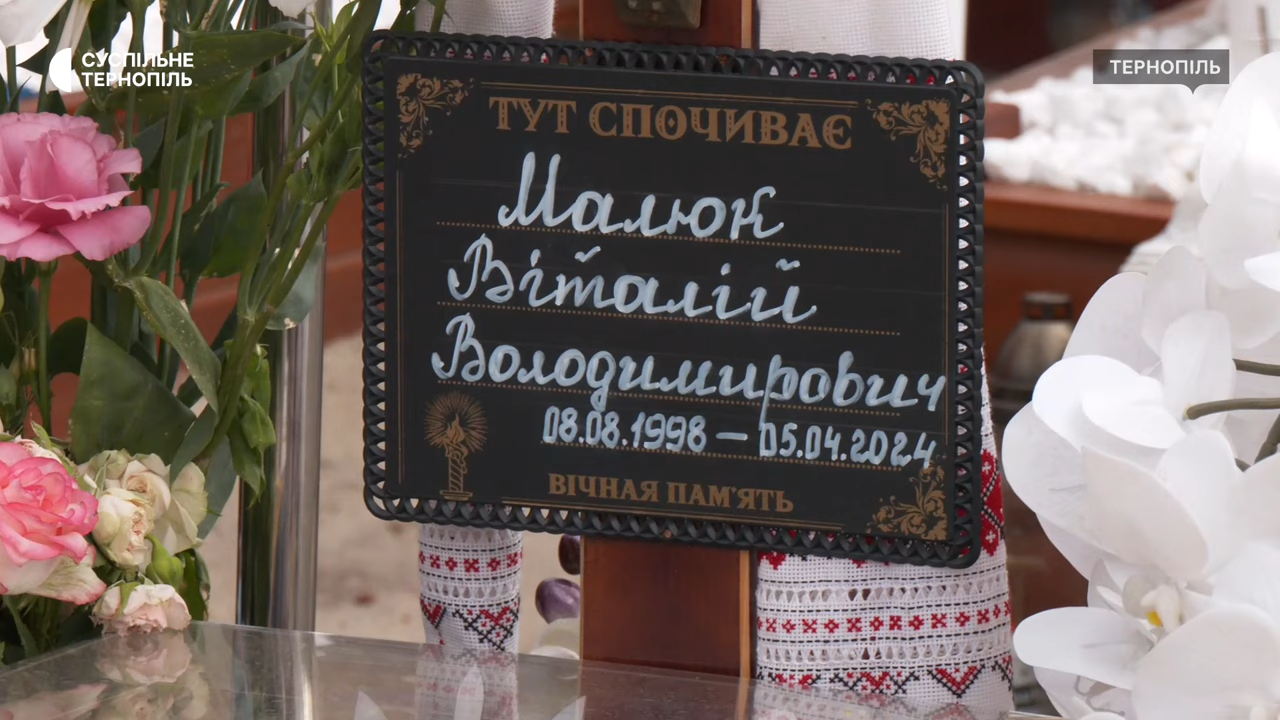 СУСПІЛЬНЕ
ТЕРНОПІЛЬ
ТЕРНОПІЛЬ
ТУТ СПОЧИВАЄ
Малюк
Віталій
Володимирович
08.08.1998 – 05.04.2024
ВІЧНАЯ ПАМ'ЯТЬ